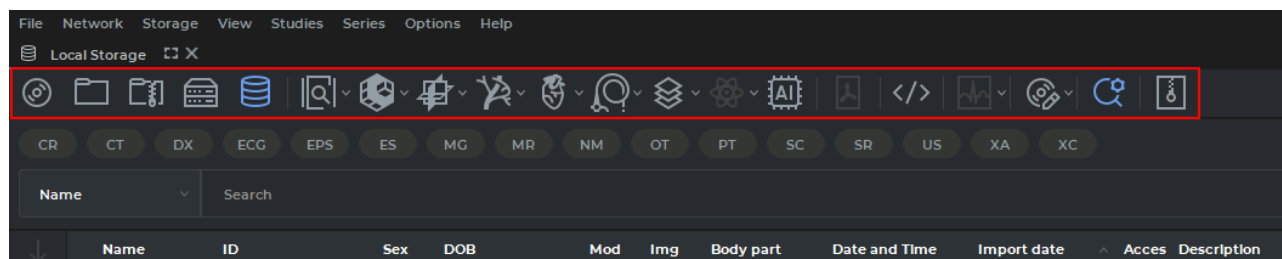 File Network Storage View Studies Series Options Help
Local Storage
AI </>
CR CT DX ECG EPS ES MG MR NM OT PT SC SR US XA XC
Name Search
Name ID Sex DOB Mod Img Body part Date and Time Import date Acces Description